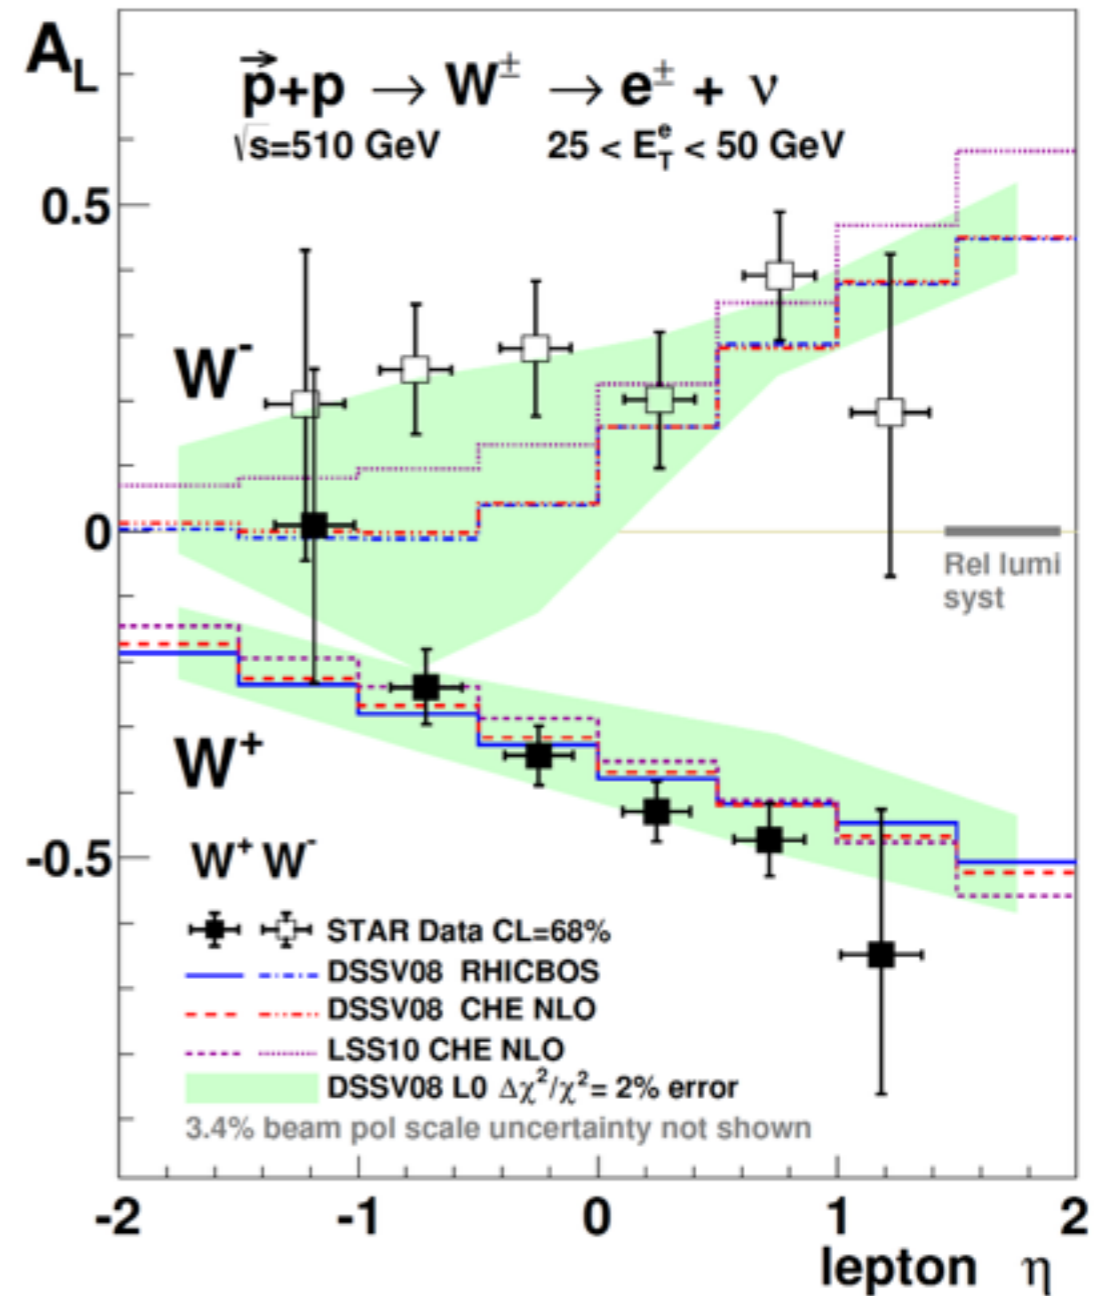 A_L
p⃗+p → W± → e± + ν
√s=510 GeV 25 < E_T^e < 50 GeV
0.5
W⁻
0
Rel lumi
syst
W⁺
-0.5
W⁺ W⁻
STAR Data CL=68%
DSSV08 RHICBOS
DSSV08 CHE NLO
LSS10 CHE NLO
DSSV08 L0 Δχ²/χ²= 2% error
3.4% beam pol scale uncertainty not shown
-2 -1 0 1 2
lepton η